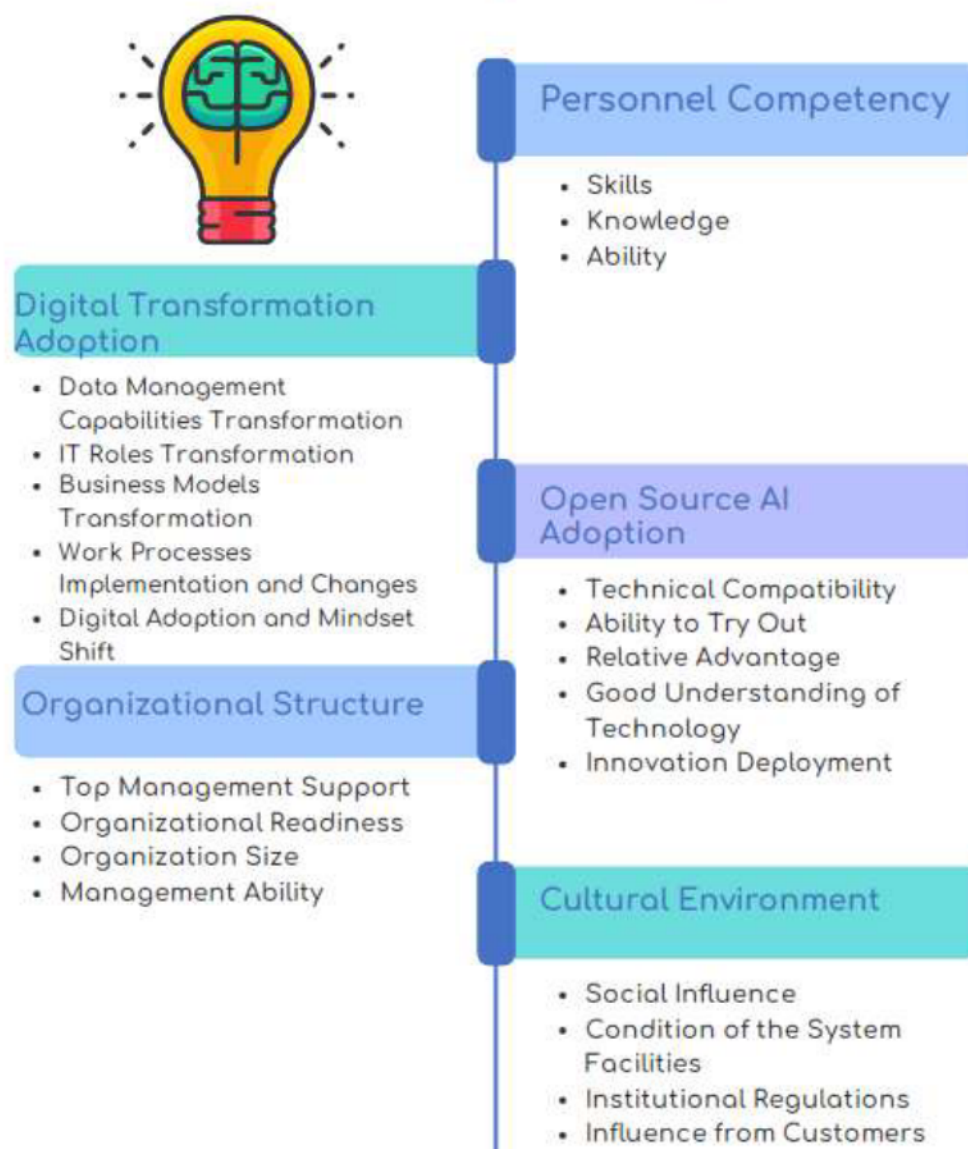 Personnel Competency
• Skills
• Knowledge
• Ability
Digital Transformation
Adoption
• Data Management
Capabilities Transformation
• IT Roles Transformation
• Business Models
Transformation
• Work Processes
Implementation and Changes
• Digital Adoption and Mindset
Shift
Open Source AI
Adoption
• Technical Compatibility
• Ability to Try Out
• Relative Advantage
• Good Understanding of
Technology
• Innovation Deployment
Organizational Structure
• Top Management Support
• Organizational Readiness
• Organization Size
• Management Ability
Cultural Environment
• Social Influence
• Condition of the System
Facilities
• Institutional Regulations
• Influence from Customers